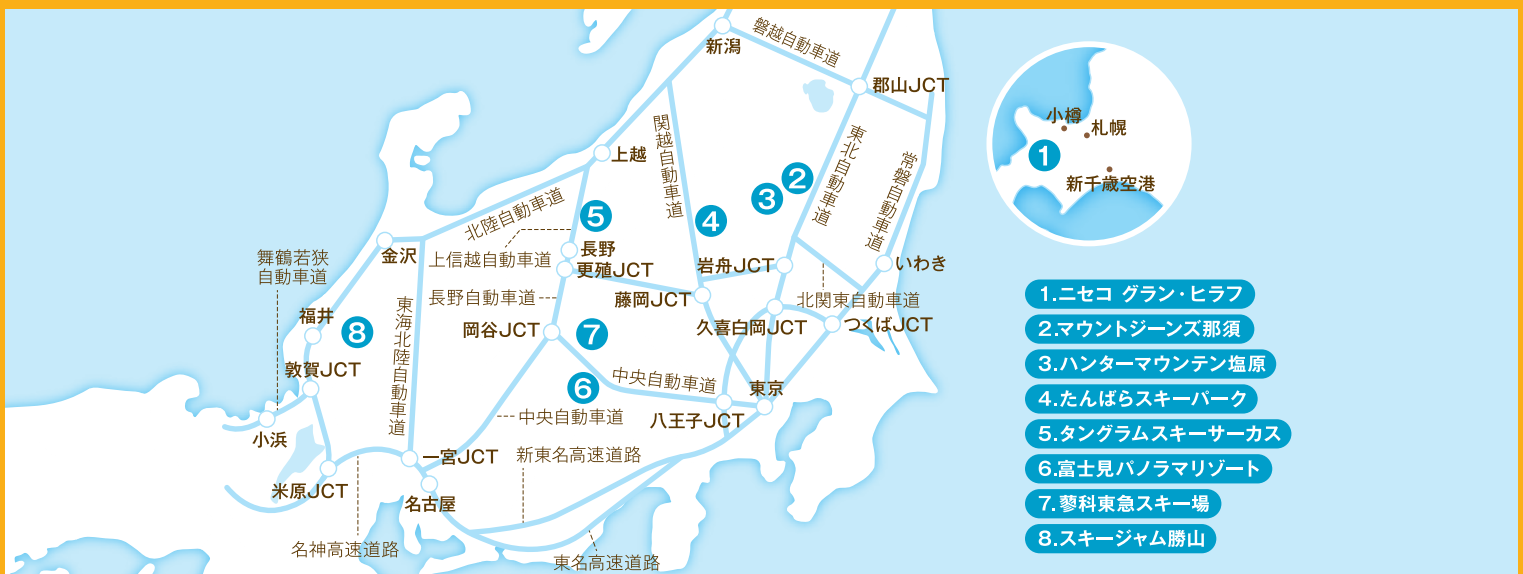 新潟
磐越自動車道
郡山JCT
関越自動車道
東北自動車道
常磐自動車道
上越
2
3
北陸自動車道
5
4
金沢
長野
上信越自動車道
更殖JCT
岩舟JCT
いわき
舞鶴若狭
自動車道
長野自動車道
藤岡JCT
北関東自動車道
東海北陸自動車道
福井
8
岡谷JCT
7
久喜白岡JCT
つくばJCT
敦賀JCT
6
中央自動車道
東京
小浜
中央自動車道
八王子JCT
一宮JCT
新東名高速道路
米原JCT
名古屋
名神高速道路
東名高速道路
小樽
札幌
1
新千歳空港
1.ニセコ グラン・ヒラフ
2.マウントジーンズ那須
3.ハンターマウンテン塩原
4.たんばらスキーパーク
5.タングラムスキーサーカス
6.富士見パノラマリゾート
7.蓼科東急スキー場
8.スキージャム勝山